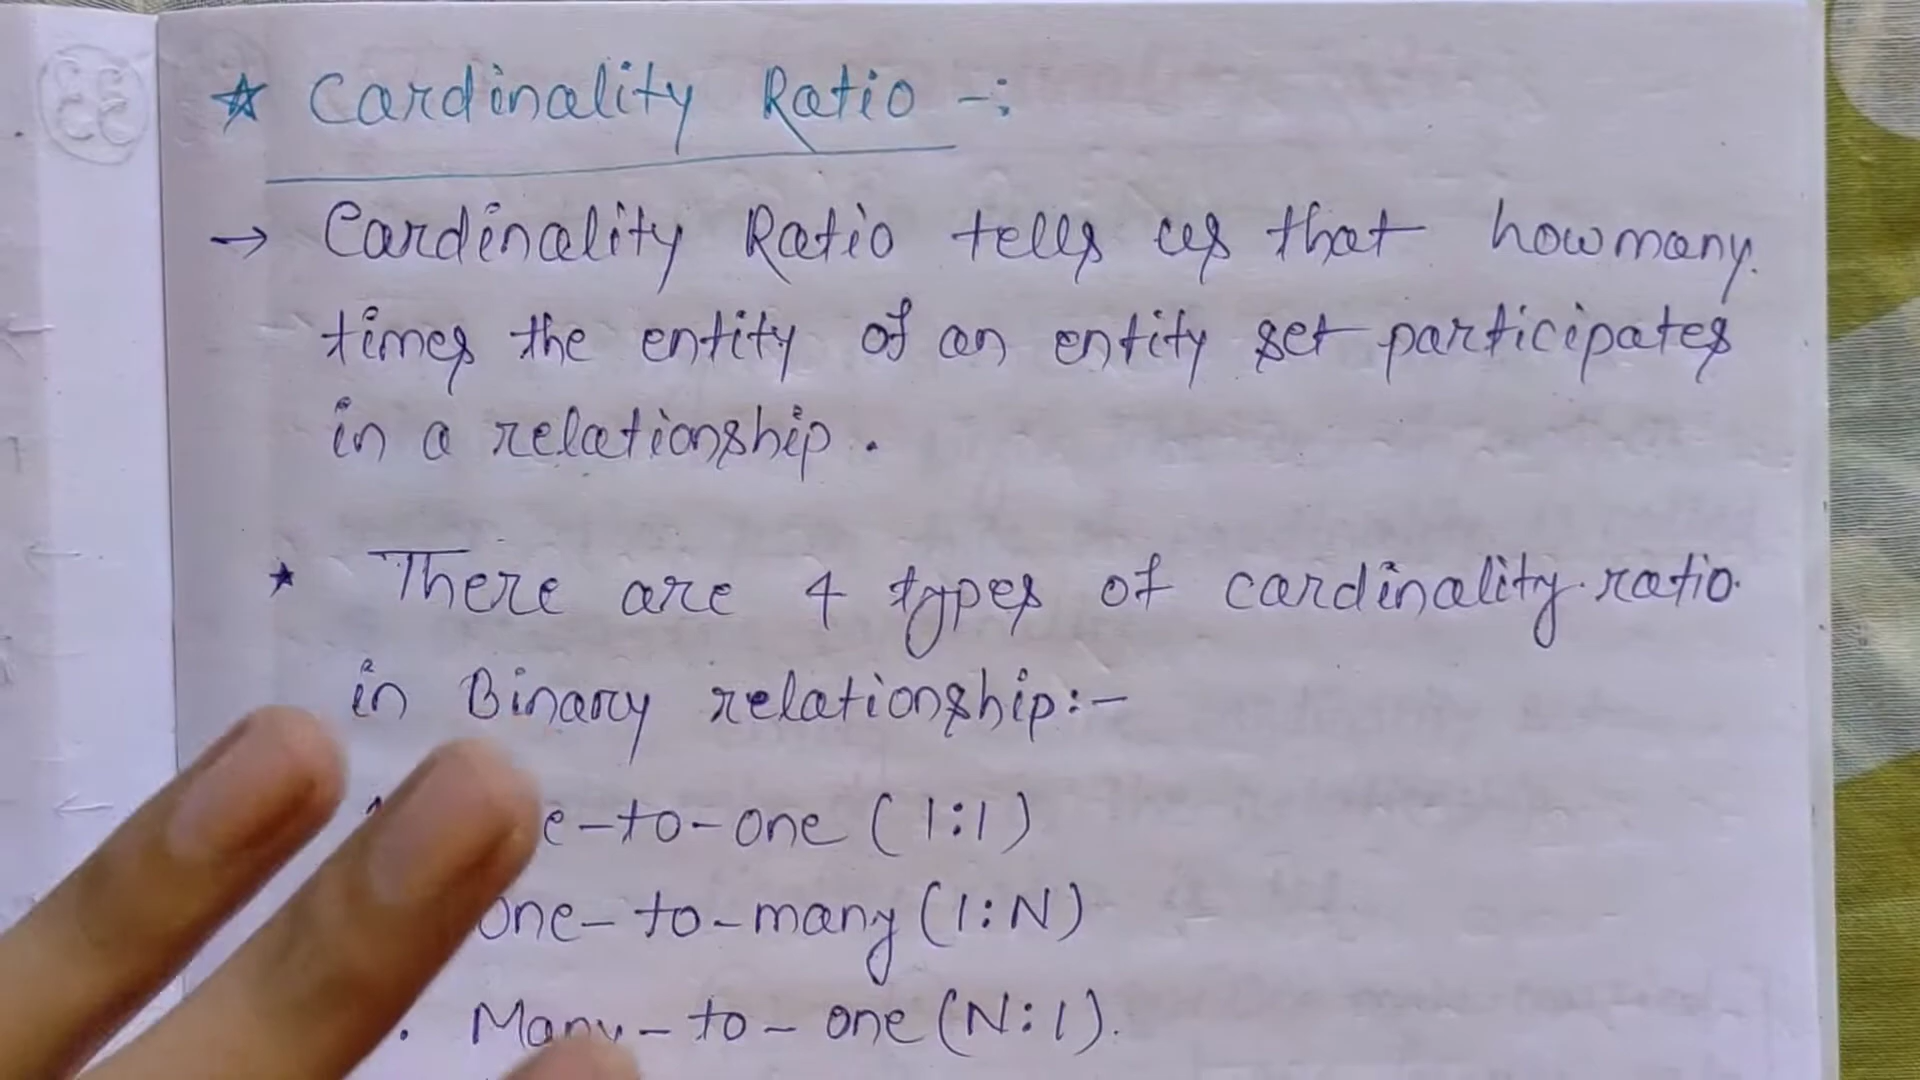 ☆ Cardinality Ratio -:
→ Cardinality Ratio tells us that howmany
times the entity of an entity set participates
in a relationship.
★ There are 4 types of cardinality ratio
in Binary relationship:-
e-to-one (1:1)
one-to-many (1:N)
. Many-to-one (N:1).